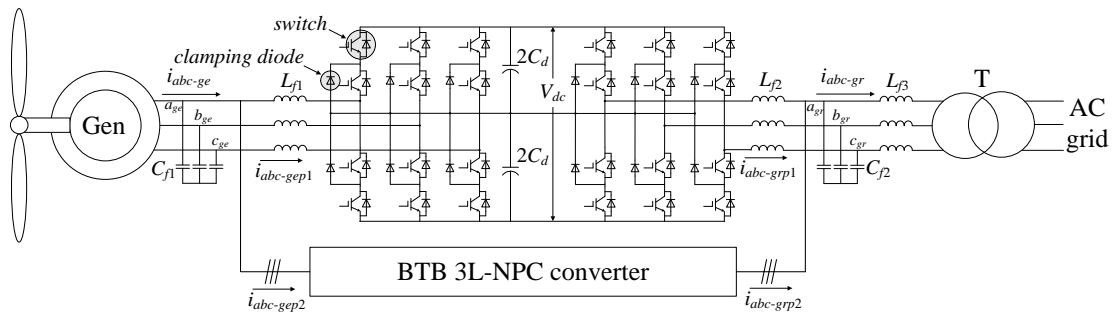 switch
clamping diode
i_abc-ge
L_f1
2C_d
V_dc
L_f2
i_abc-gr
L_f3
T
a_ge
b_ge
c_ge
Gen
a_gr
b_gr
c_gr
AC
grid
C_f1
i_abc-gep1
2C_d
i_abc-grp1
C_f2
BTB 3L-NPC converter
i_abc-gep2
i_abc-grp2